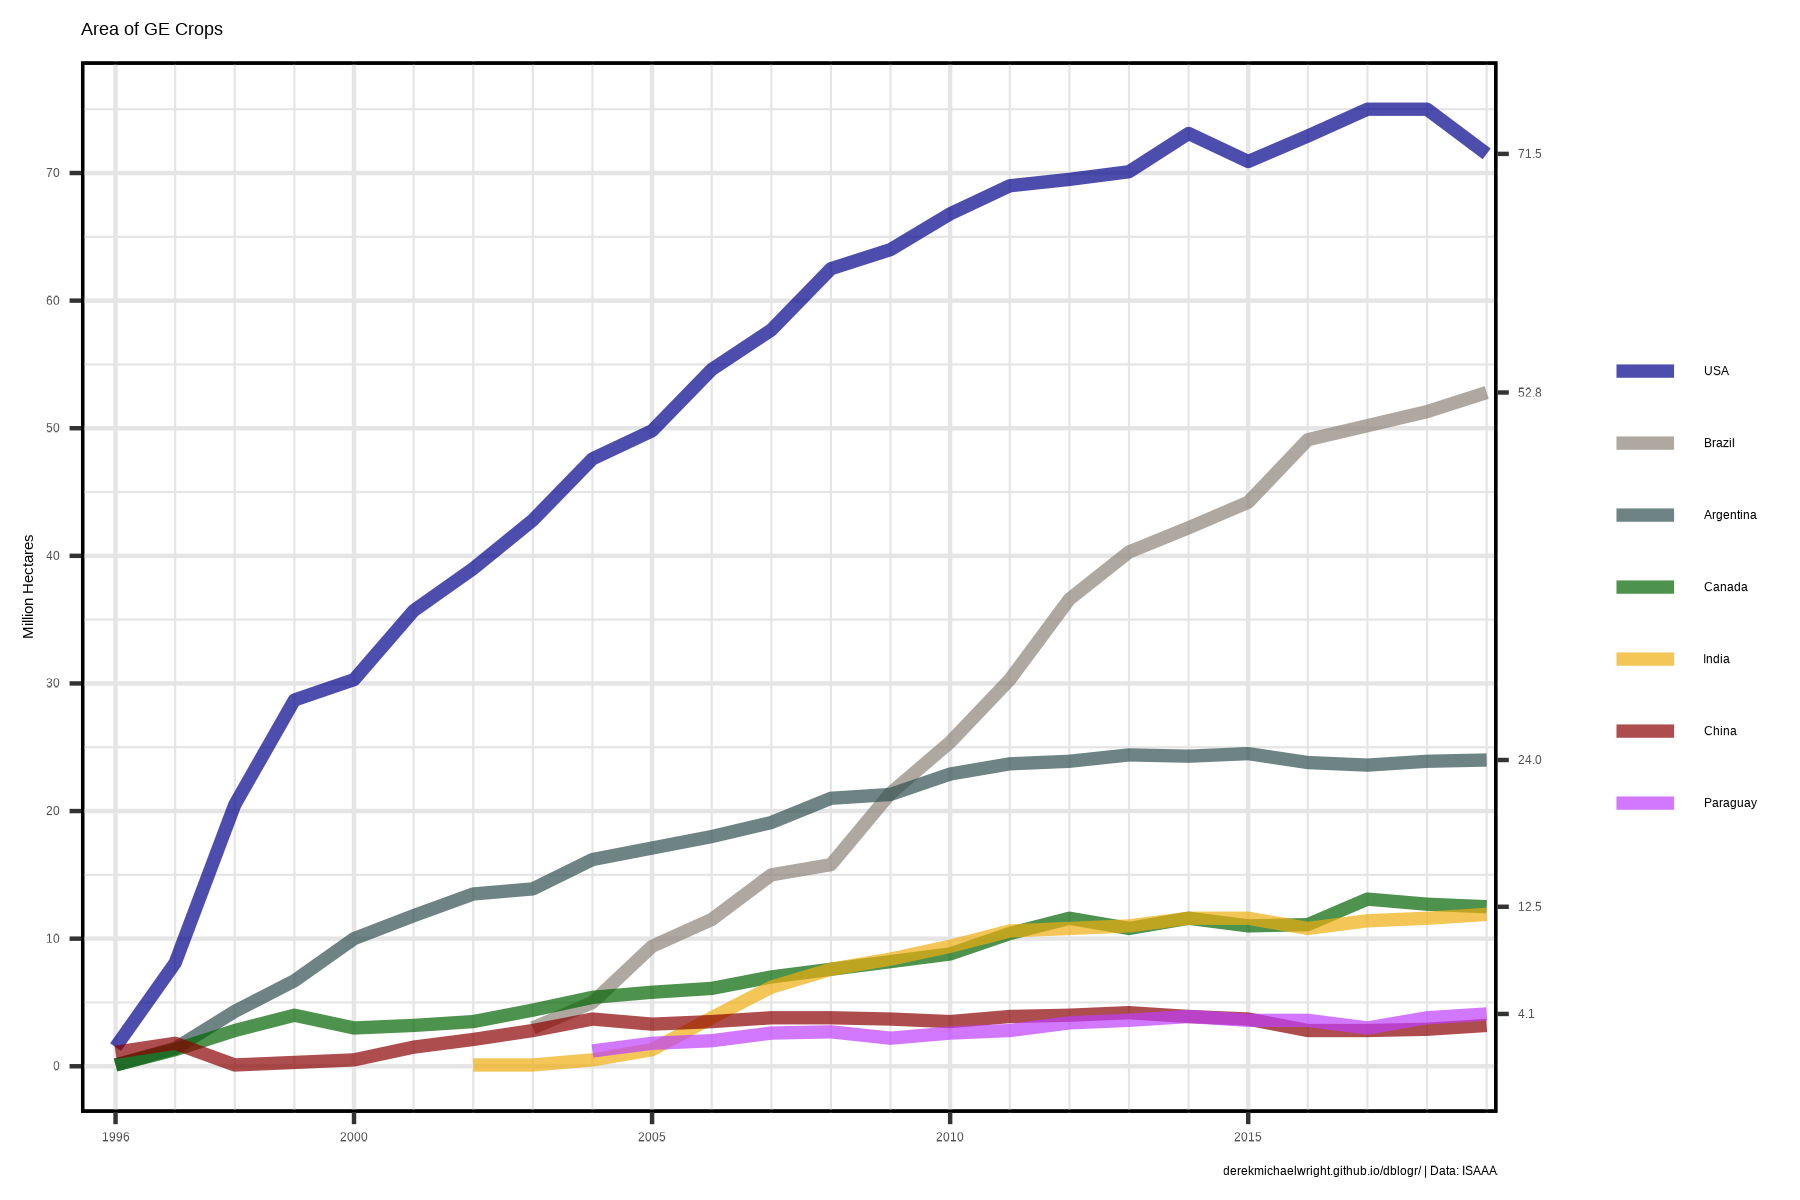 Area of GE Crops
Million Hectares
70
60
50
40
30
20
10
0
1996
2000
2005
2010
2015
71.5
52.8
24.0
12.5
4.1
USA
Brazil
Argentina
Canada
India
China
Paraguay
derekmichaelwright.github.io/dblogr/ | Data: ISAAA